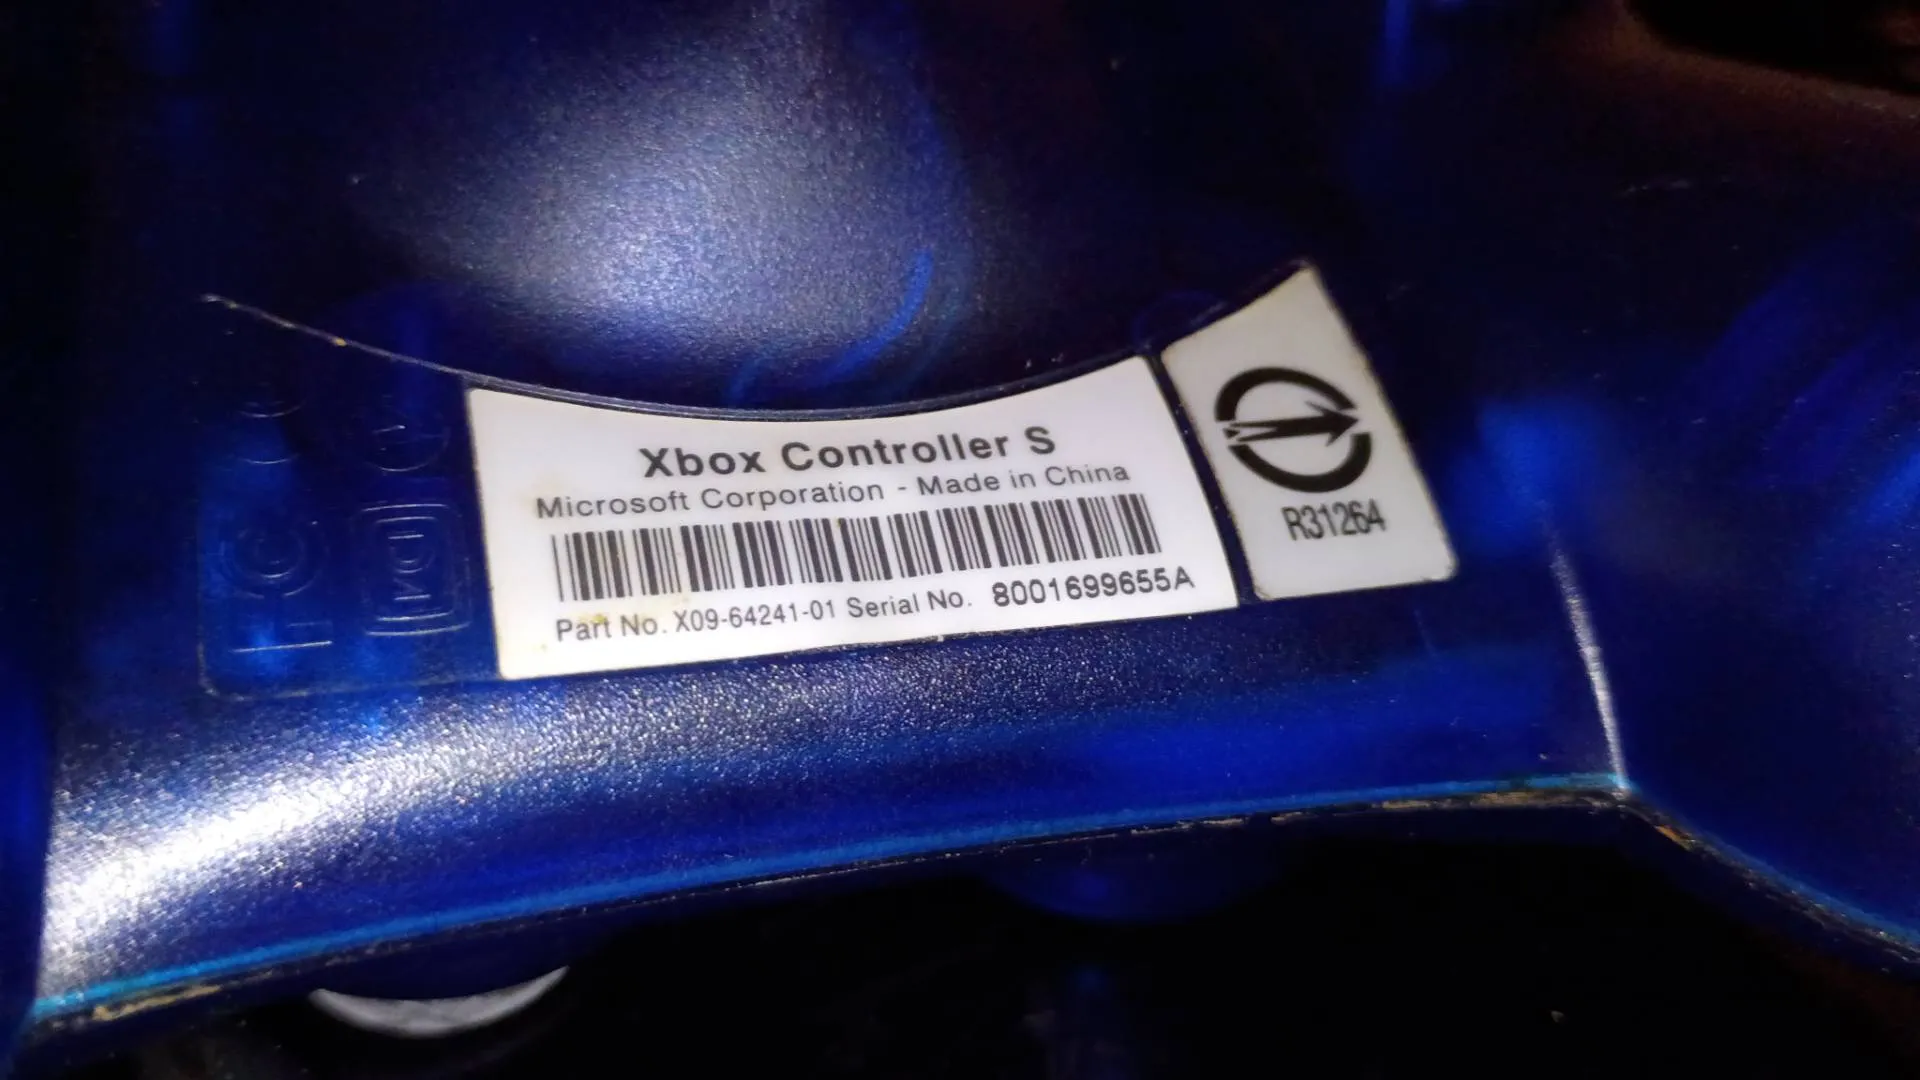 Xbox Controller S
Microsoft Corporation - Made in China
Part No. X09-64241-01 Serial No. 8001699655A
R31264